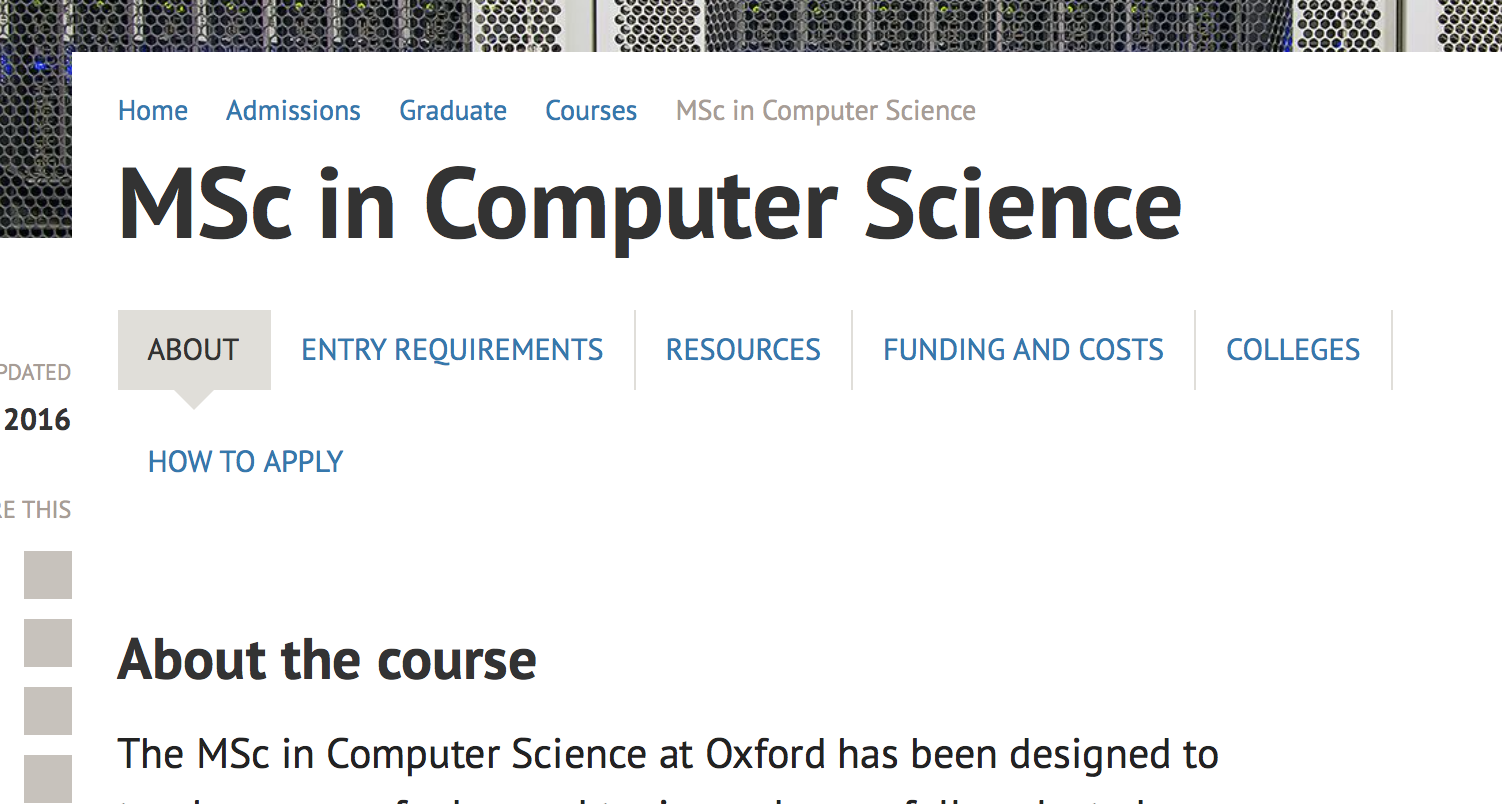 Home Admissions Graduate Courses MSc in Computer Science
MSc in Computer Science
ABOUT ENTRY REQUIREMENTS RESOURCES FUNDING AND COSTS COLLEGES
HOW TO APPLY
2016
THIS
About the course
The MSc in Computer Science at Oxford has been designed to